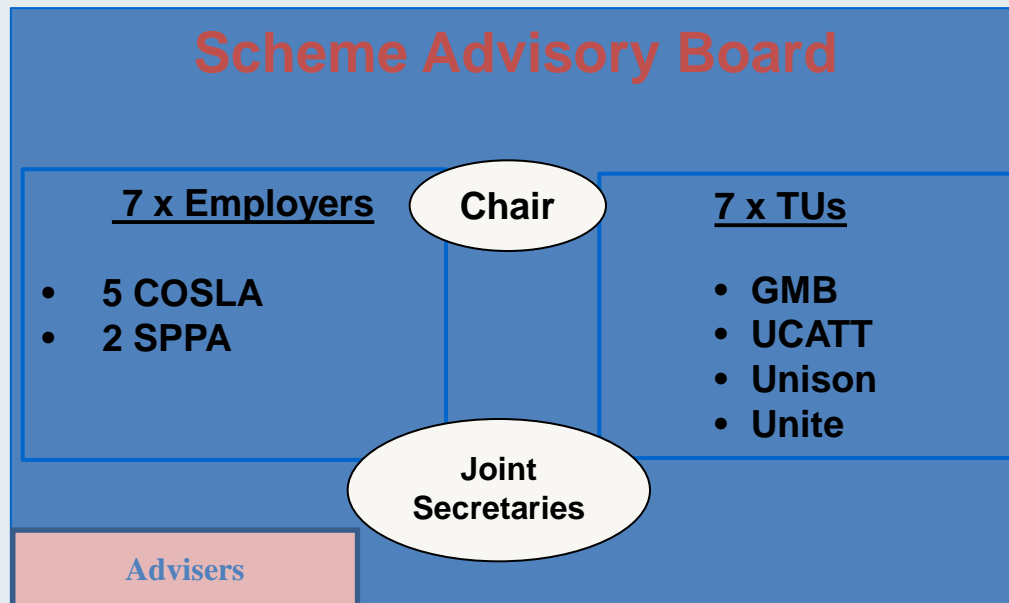 Scheme Advisory Board
Chair
7 x Employers
• 5 COSLA
• 2 SPPA
7 x TUs
• GMB
• UCATT
• Unison
• Unite
Joint
Secretaries
Advisers